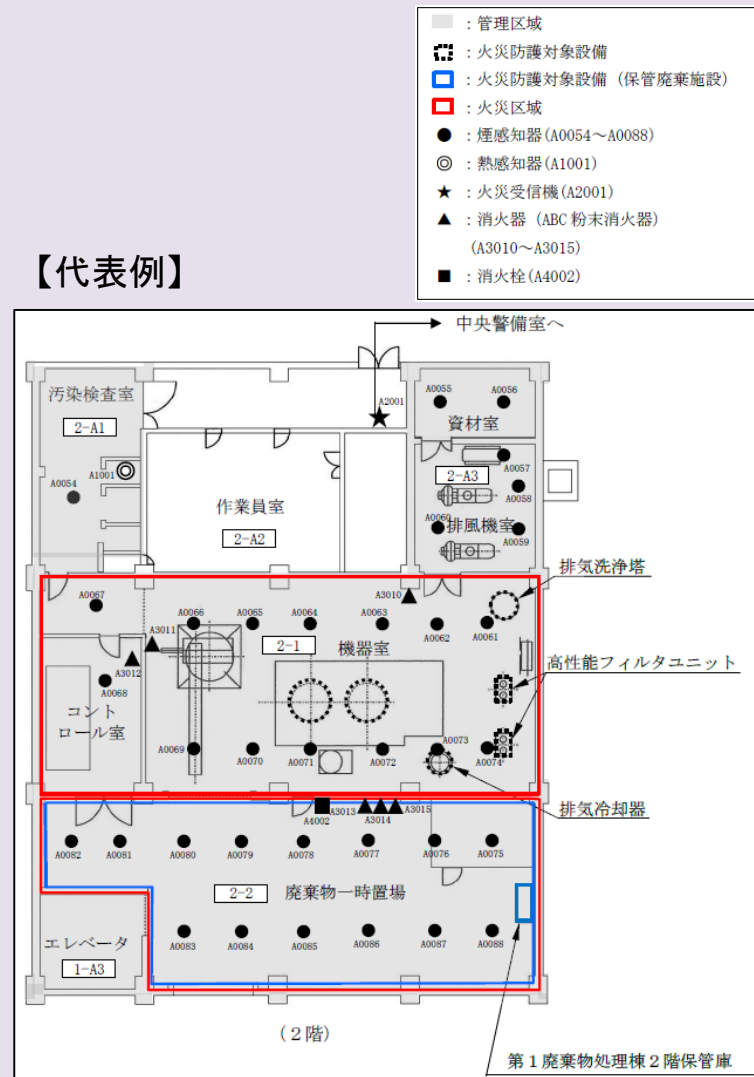 ：管理区域
：火災防護対象設備
：火災防護対象設備（保管廃棄施設）
：火災区域
：煙感知器(A0054～A0088)
：熱感知器(A1001)
：火災受信機(A2001)
：消火器（ABC粉末消火器）
(A3010～A3015)
：消火栓(A4002)
【代表例】
中央警備室へ
汚染検査室
2-A1
A2001
A0055 A0056
資材室
A1001
A0054
2-A3
A0057
A0058
作業員室
2-A2
A0060
排風機室
A0059
排気洗浄塔
A0067
A3010
A0066 A0065 A0064 A0063 A0062 A0061
A3011
2-1 機器室
A3012
A0068
高性能フィルタユニット
コント
ロール室
A0069 A0070 A0071 A0072 A0073 A0074
排気冷却器
A4002 A3013 A3014 A3015
A0082 A0081 A0080 A0079 A0078 A0077 A0076 A0075
2-2 廃棄物一時置場
エレベータ
1-A3
A0083 A0084 A0085 A0086 A0087 A0088
（２階）
第１廃棄物処理棟２階保管庫